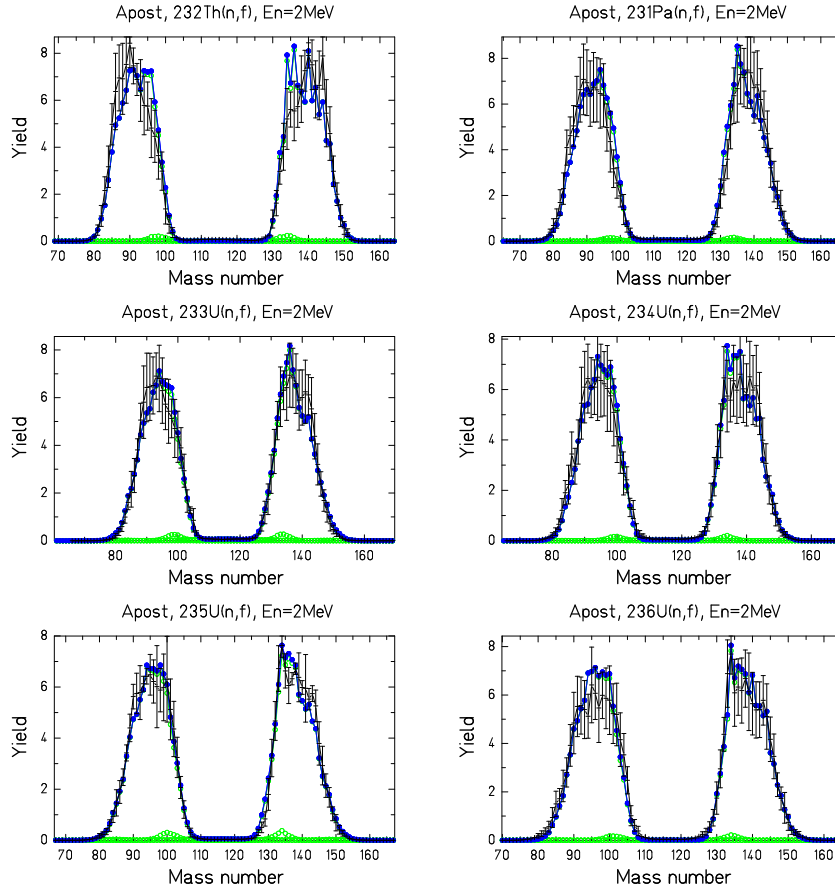 Apost, 232Th(n,f), En=2MeV
Yield
8
6
4
2
0
70 80 90 100 110 120 130 140 150 160
Mass number
Apost, 231Pa(n,f), En=2MeV
Yield
8
6
4
2
0
70 80 90 100 110 120 130 140 150 160
Mass number
Apost, 233U(n,f), En=2MeV
Yield
8
6
4
2
0
80 100 120 140 160
Mass number
Apost, 234U(n,f), En=2MeV
Yield
8
6
4
2
0
80 100 120 140 160
Mass number
Apost, 235U(n,f), En=2MeV
Yield
8
6
4
2
0
70 80 90 100 110 120 130 140 150 160
Mass number
Apost, 236U(n,f), En=2MeV
Yield
8
6
4
2
0
70 80 90 100 110 120 130 140 150 160
Mass number